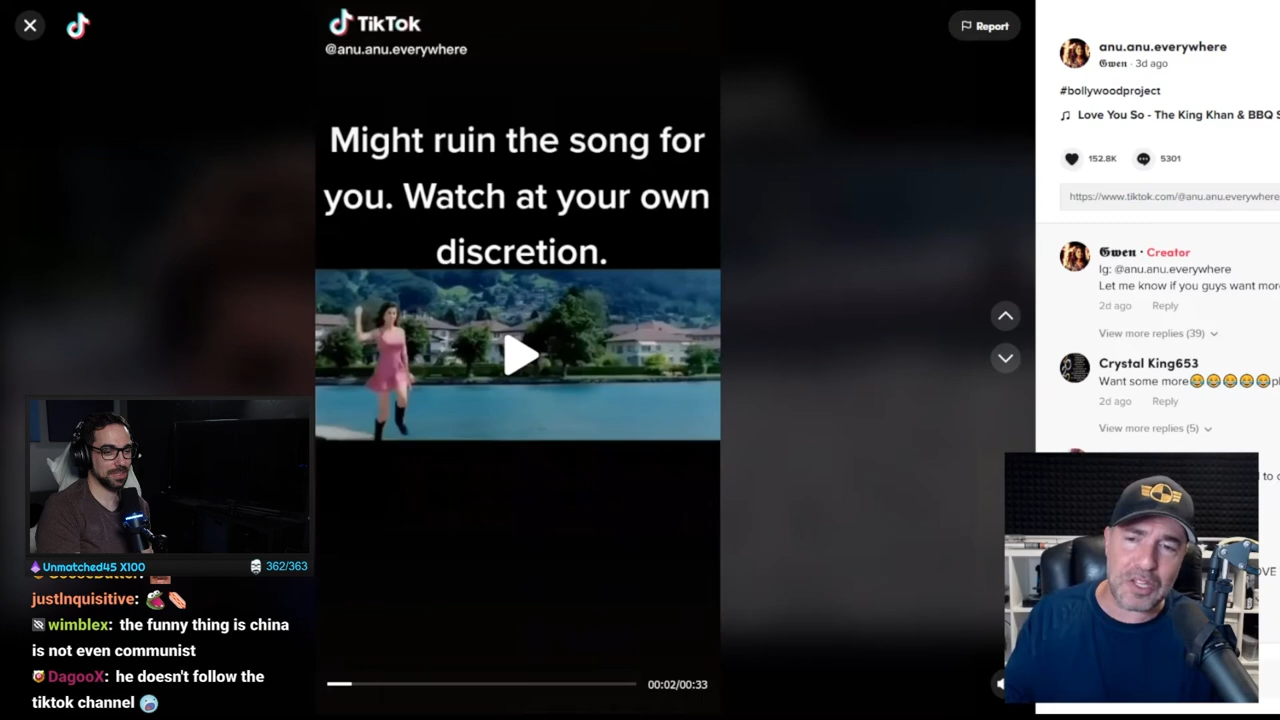 TikTok
@anu.anu.everywhere
Might ruin the song for
you. Watch at your own
discretion.
00:02/00:33
Report
anu.anu.everywhere
Gwen · 3d ago
#bollywoodproject
Love You So - The King Khan & BBQ S
152.8K
5301
https://www.tiktok.com/@anu.anu.everywhere
Gwen · Creator
Ig: @anu.anu.everywhere
Let me know if you guys want more
2d ago Reply
View more replies (39)
Crystal King653
Want some more😂😂😂😂😂pl
2d ago Reply
View more replies (5)
Unmatched45 X100
362/363
justInquisitive:
wimblex: the funny thing is china
is not even communist
DagooX: he doesn't follow the
tiktok channel